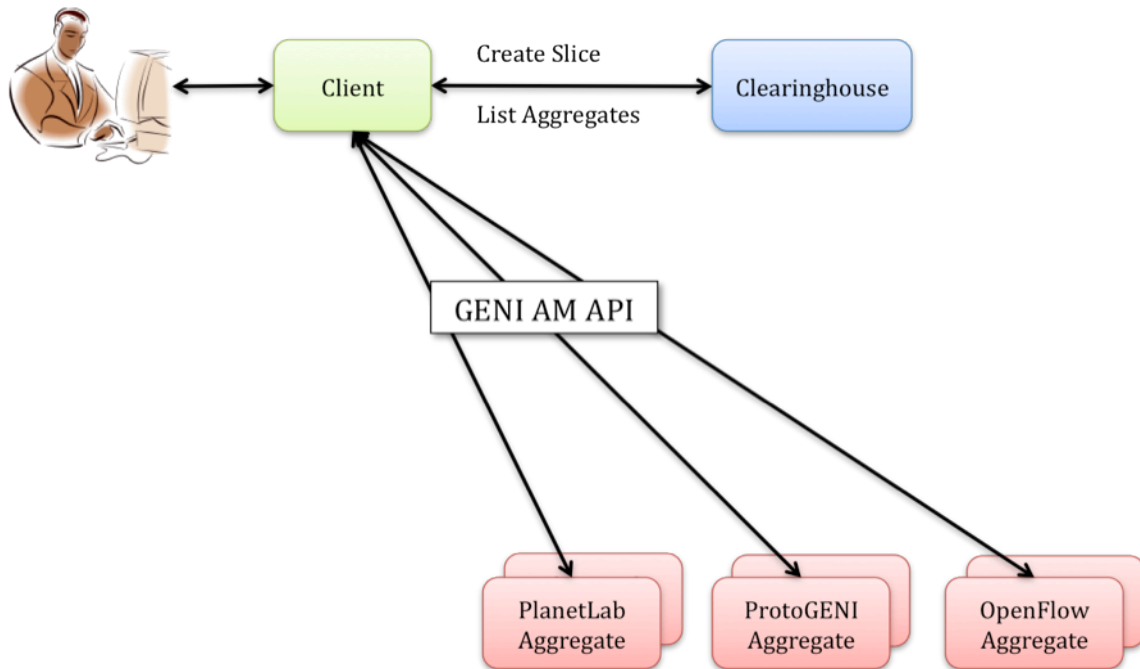 Create Slice
Client
Clearinghouse
List Aggregates
GENI AM API
PlanetLab
Aggregate
ProtoGENI
Aggregate
OpenFlow
Aggregate